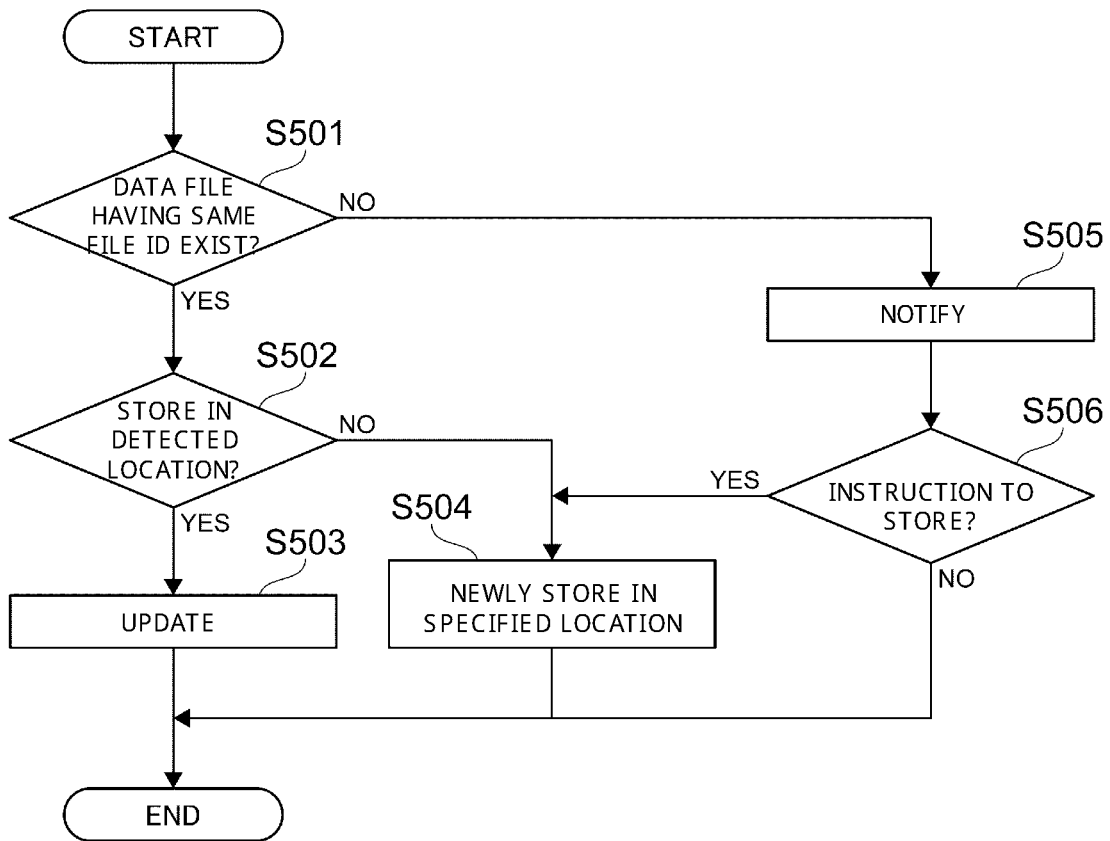 START
S501
DATA FILE
HAVING SAME
FILE ID EXIST?
NO
YES
S505
NOTIFY
S502
STORE IN
DETECTED
LOCATION?
NO
YES
S506
INSTRUCTION TO
STORE?
YES
NO
S503
UPDATE
S504
NEWLY STORE IN
SPECIFIED LOCATION
END